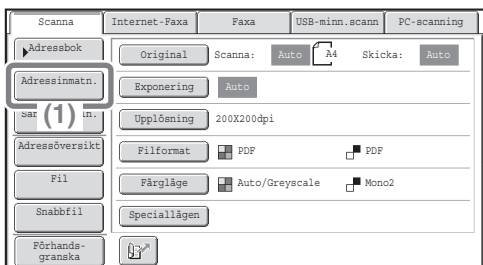 Scanna Internet-Faxa Faxa USB-minn.scann PC-scanning
Adressbok
Original Scanna: Auto A4 Skicka: Auto
Adressinmatn.
Exponering Auto
(1)
Upplösning 200X200dpi
Adressöversikt
Filformat PDF PDF
Fil
Färgläge Auto/Greyscale Mono2
Snabbfil
Speciallägen
Förhands-
granska